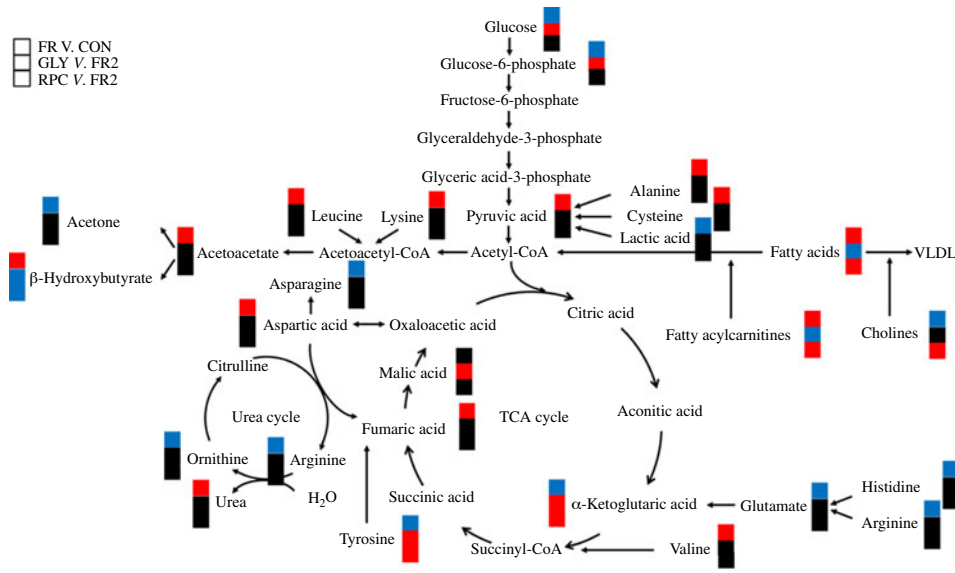 Glucose
FR V. CON
GLY V. FR2
RPC V. FR2
Glucose-6-phosphate
Fructose-6-phosphate
Glyceraldehyde-3-phosphate
Glyceric acid-3-phosphate
Alanine
Leucine
Lysine
Pyruvic acid
Cysteine
Acetone
Lactic acid
Acetoacetate
Acetoacetyl-CoA
Acetyl-CoA
Fatty acids
VLDL
β-Hydroxybutyrate
Asparagine
Citric acid
Aspartic acid
Oxaloacetic acid
Fatty acylcarnitines
Cholines
Citrulline
Malic acid
Urea cycle
TCA cycle
Aconitic acid
Fumaric acid
Ornithine
Arginine
Urea
H2O
Succinic acid
α-Ketoglutaric acid
Glutamate
Histidine
Arginine
Tyrosine
Succinyl-CoA
Valine